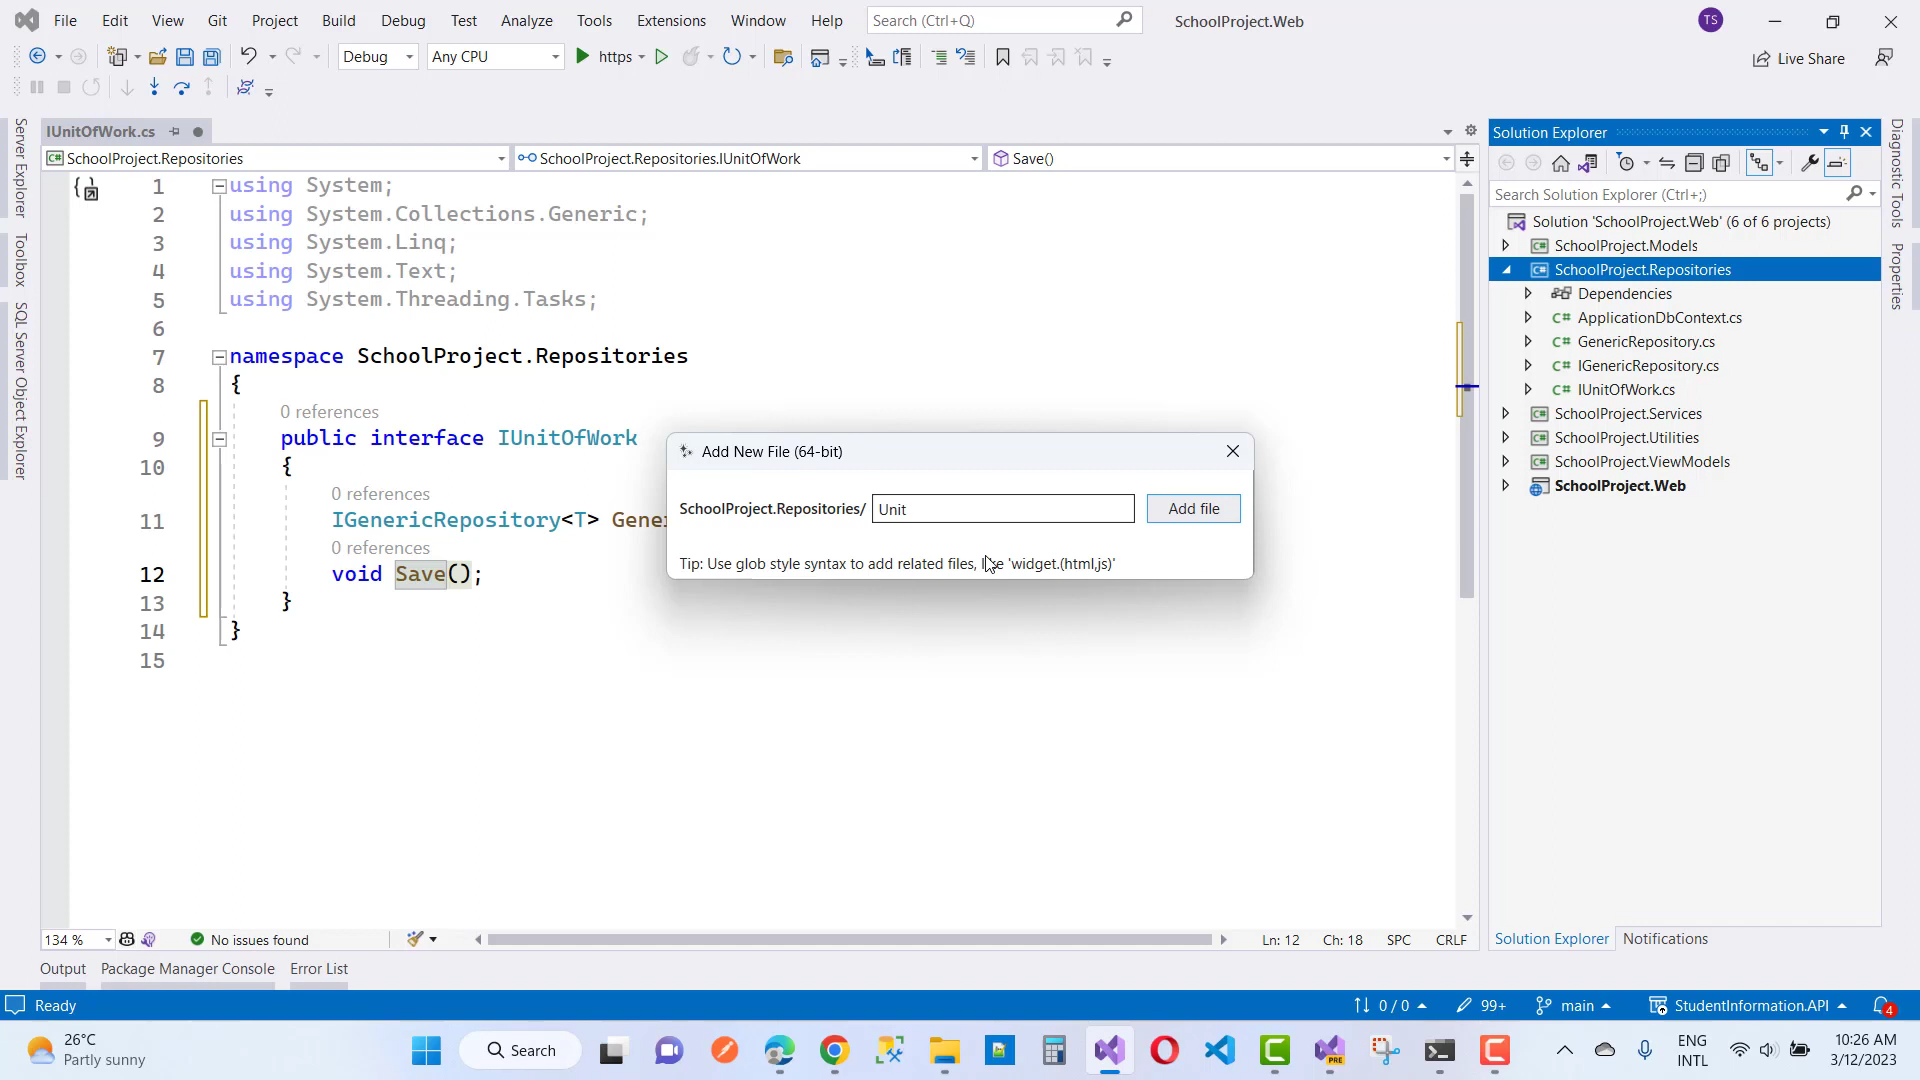 File Edit View Git Project Build Debug Test Analyze Tools Extensions Window Help Search (Ctrl+Q) SchoolProject.Web TS
Debug Any CPU https Live Share
IUnitOfWork.cs
SchoolProject.Repositories SchoolProject.Repositories.IUnitOfWork Save()
Server Explorer
Toolbox
SQL Server Object Explorer
1 using System;
2 using System.Collections.Generic;
3 using System.Linq;
4 using System.Text;
5 using System.Threading.Tasks;
6
7 namespace SchoolProject.Repositories
8 {
0 references
9 public interface IUnitOfWork
10 {
0 references
11 IGenericRepository<T>
0 references
12 void Save();
13 }
14 }
15
Add New File (64-bit)
SchoolProject.Repositories/ Unit Add file
Tip: Use glob style syntax to add related files, 'widget.(html,js)'
Solution Explorer
Search Solution Explorer (Ctrl+;)
Solution 'SchoolProject.Web' (6 of 6 projects)
SchoolProject.Models
SchoolProject.Repositories
Dependencies
C# ApplicationDbContext.cs
C# GenericRepository.cs
C# IGenericRepository.cs
C# IUnitOfWork.cs
SchoolProject.Services
SchoolProject.Utilities
SchoolProject.ViewModels
SchoolProject.Web
Diagnostic Tools
Properties
134 % No issues found Ln: 12 Ch: 18 SPC CRLF
Solution Explorer Notifications
Output Package Manager Console Error List
Ready 0 / 0 99+ main StudentInformation.API 4
26°C
Partly sunny
Search
PRE
ENG
INTL
10:26 AM
3/12/2023